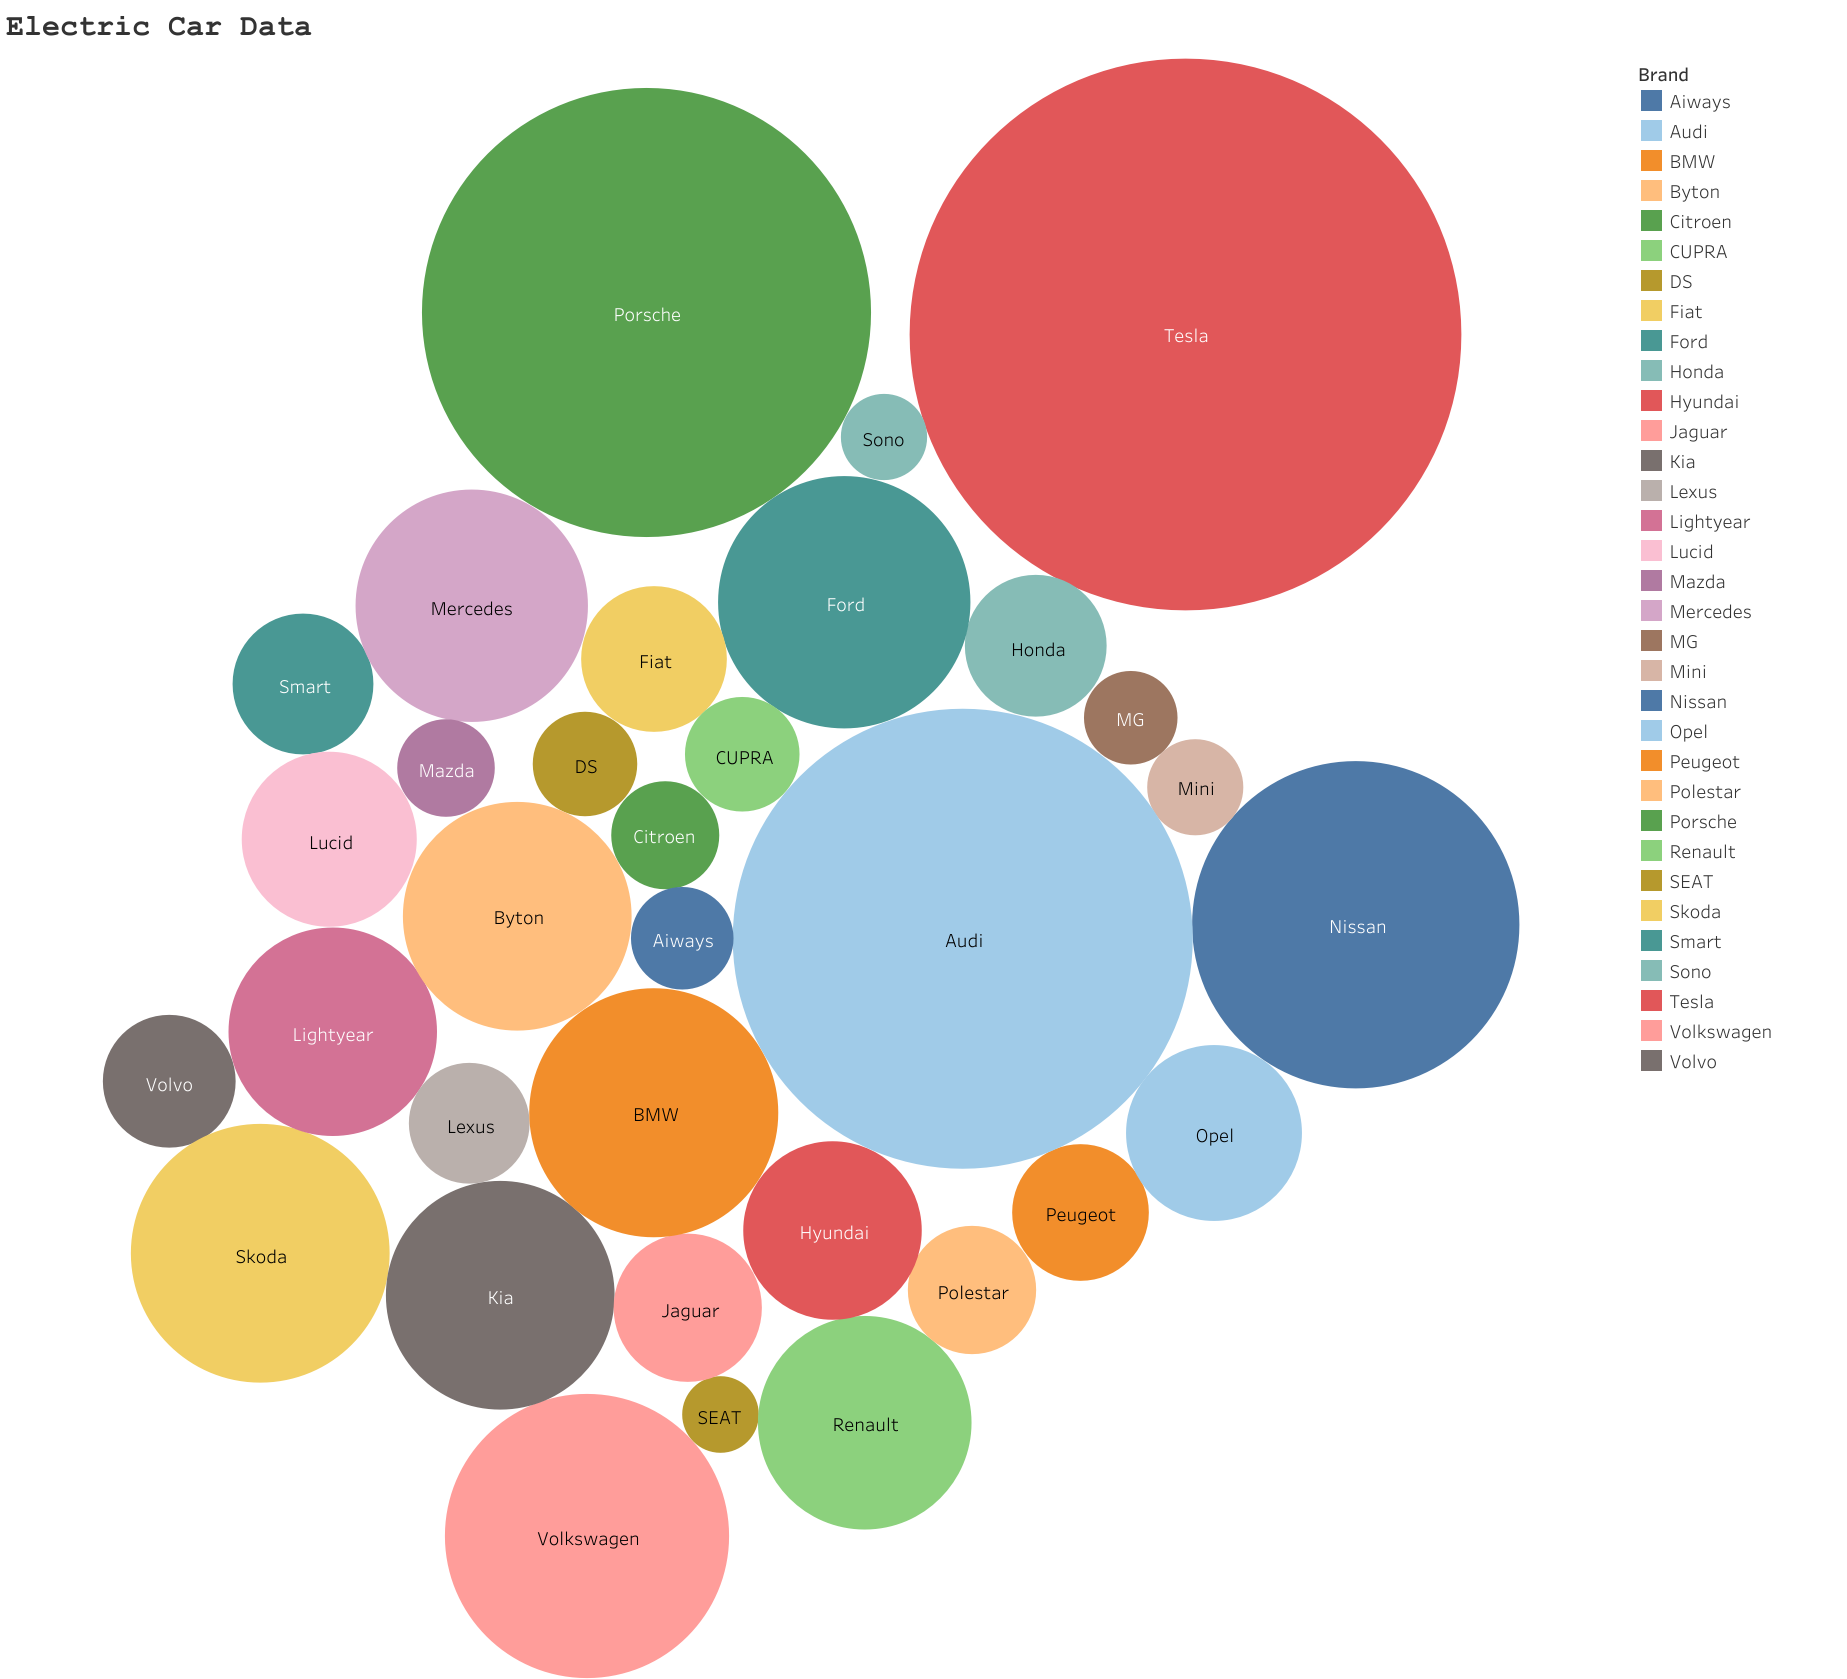 Electric Car Data
Porsche
Tesla
Sono
Mercedes
Ford
Fiat
Honda
Smart
MG
CUPRA
DS
Mazda
Mini
Citroen
Lucid
Byton
Aiways
Audi
Nissan
Lightyear
Volvo
BMW
Lexus
Opel
Peugeot
Hyundai
Skoda
Polestar
Kia
Jaguar
SEAT
Renault
Volkswagen
Brand
Aiways
Audi
BMW
Byton
Citroen
CUPRA
DS
Fiat
Ford
Honda
Hyundai
Jaguar
Kia
Lexus
Lightyear
Lucid
Mazda
Mercedes
MG
Mini
Nissan
Opel
Peugeot
Polestar
Porsche
Renault
SEAT
Skoda
Smart
Sono
Tesla
Volkswagen
Volvo